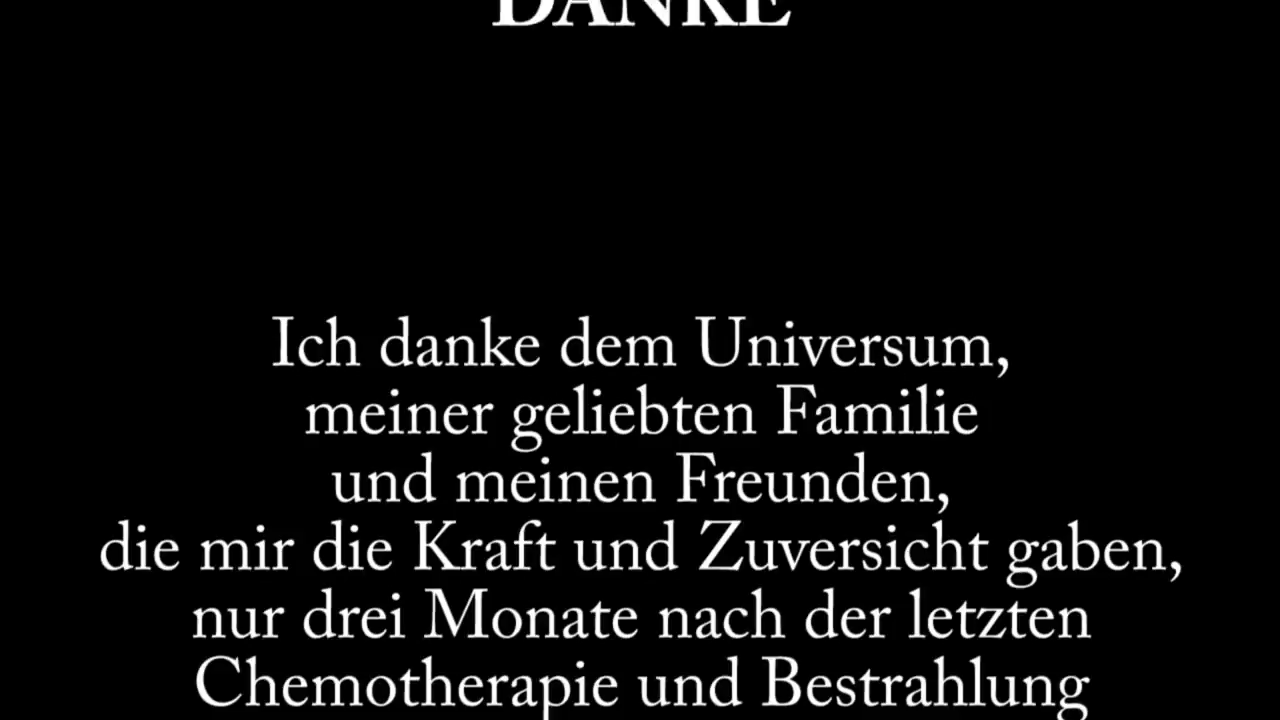 DANKE
Ich danke dem Universum,
meiner geliebten Familie
und meinen Freunden,
die mir die Kraft und Zuversicht gaben,
nur drei Monate nach der letzten
Chemotherapie und Bestrahlung